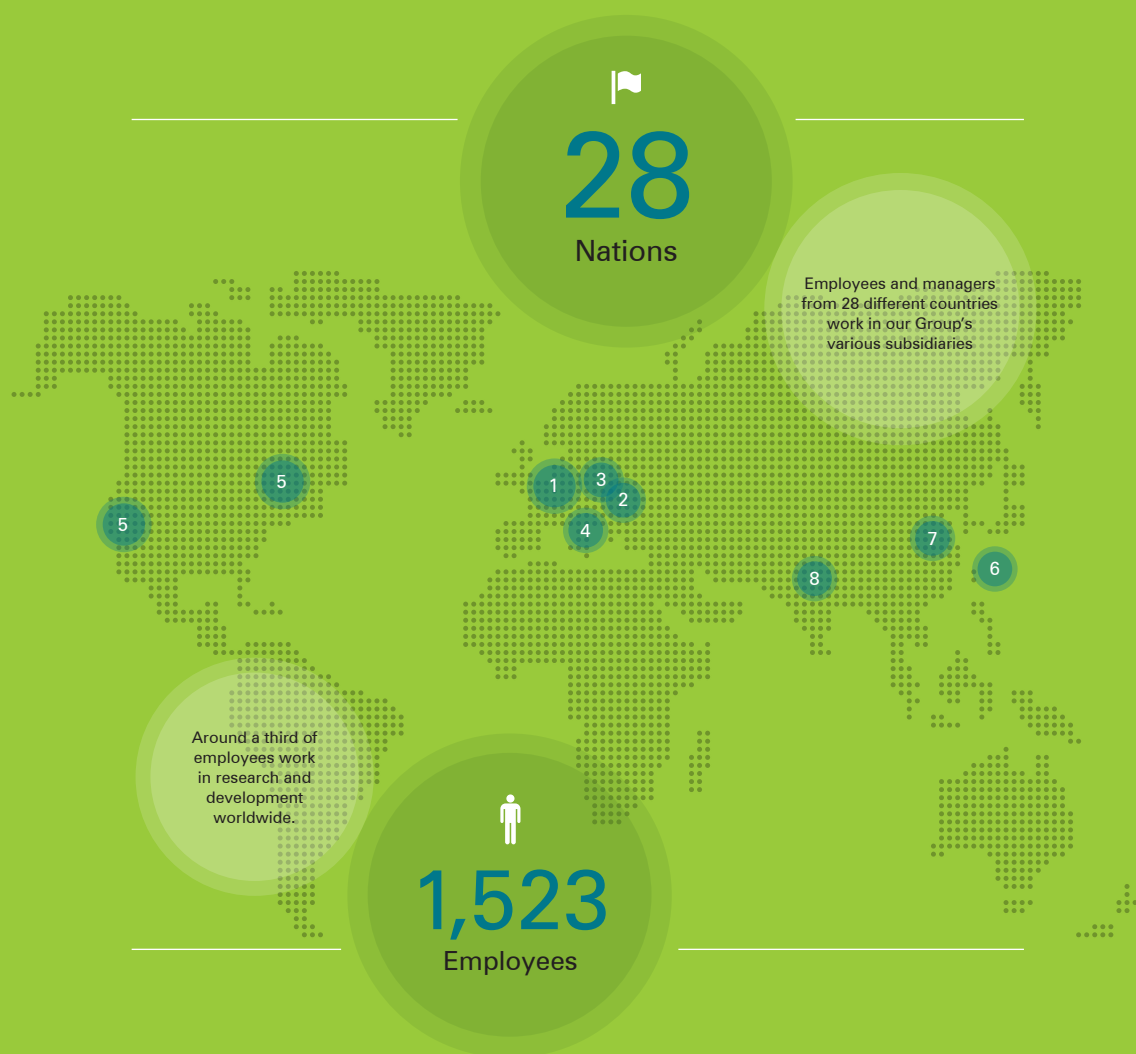 28
Nations
Employees and managers
from 28 different countries
work in our Group's
various subsidiaries
5
5
1
3
2
4
7
6
8
Around a third of
employees work
in research and
development
worldwide.
1,523
Employees